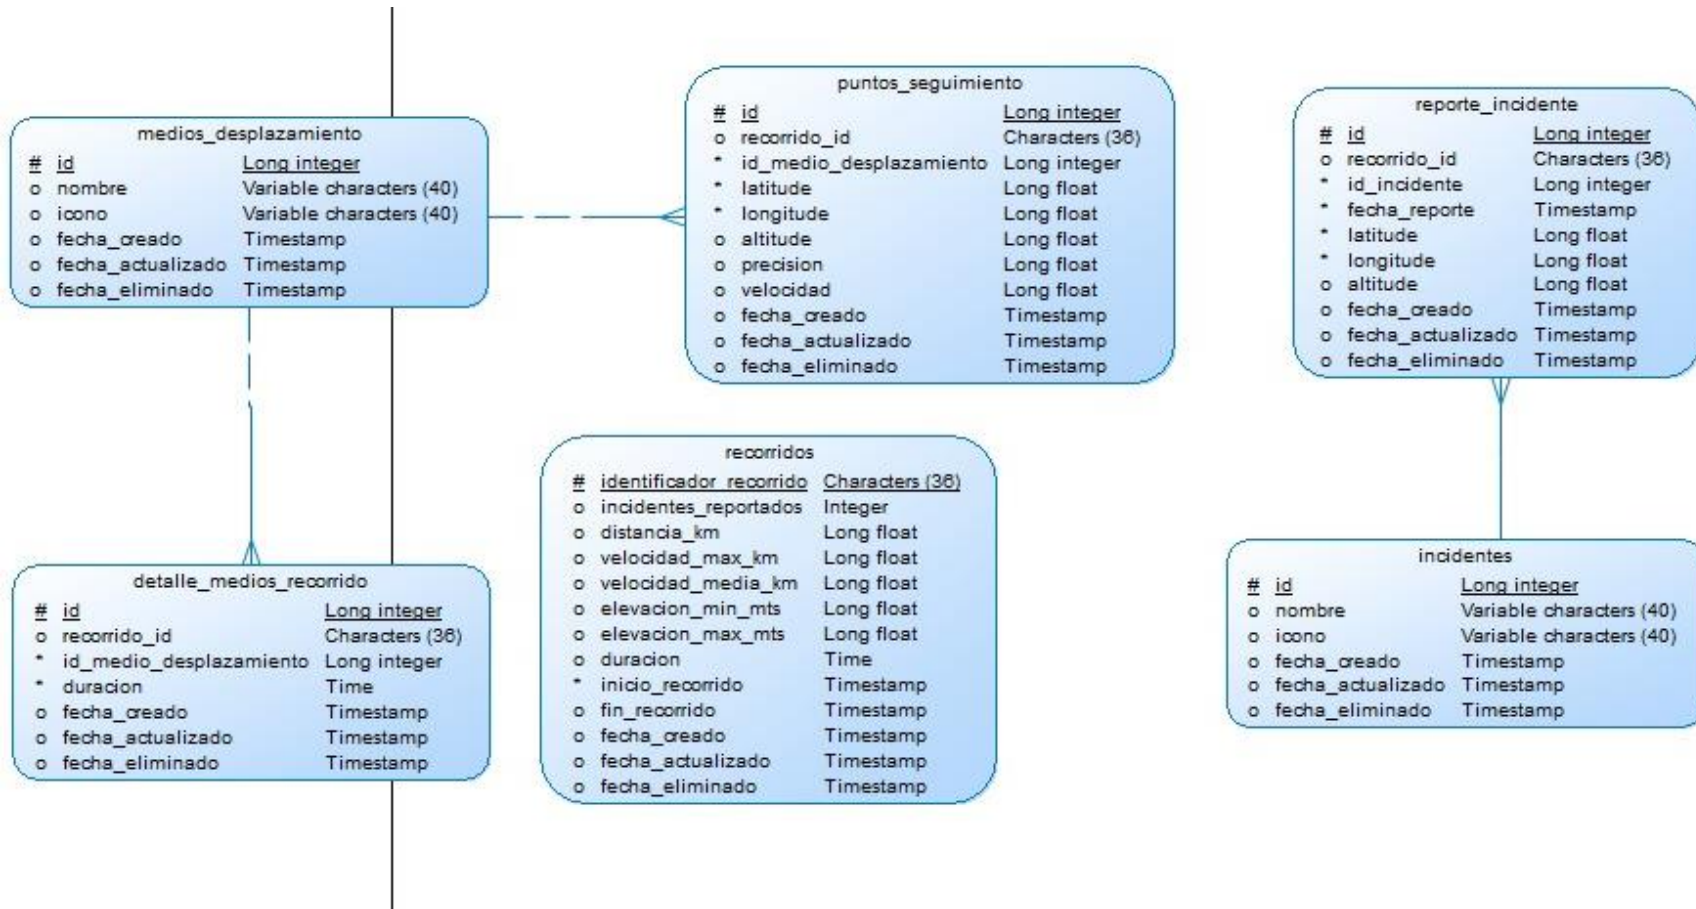 medios_desplazamiento
# id Long integer
o nombre Variable characters (40)
o icono Variable characters (40)
o fecha_creado Timestamp
o fecha_actualizado Timestamp
o fecha_eliminado Timestamp
puntos_seguimiento
# id Long integer
o recorrido_id Characters (36)
* id_medio_desplazamiento Long integer
* latitude Long float
* longitude Long float
o altitude Long float
o precision Long float
o velocidad Long float
o fecha_creado Timestamp
o fecha_actualizado Timestamp
o fecha_eliminado Timestamp
reporte_incidente
# id Long integer
o recorrido_id Characters (36)
* id_incidente Long integer
* fecha_reporte Timestamp
* latitude Long float
* longitude Long float
o altitude Long float
o fecha_creado Timestamp
o fecha_actualizado Timestamp
o fecha_eliminado Timestamp
detalle_medios_recorrido
# id Long integer
o recorrido_id Characters (36)
* id_medio_desplazamiento Long integer
* duracion Time
o fecha_creado Timestamp
o fecha_actualizado Timestamp
o fecha_eliminado Timestamp
recorridos
# identificador_recorrido Characters (36)
o incidentes_reportados Integer
o distancia_km Long float
o velocidad_max_km Long float
o velocidad_media_km Long float
o elevacion_min_mts Long float
o elevacion_max_mts Long float
o duracion Time
* inicio_recorrido Timestamp
o fin_recorrido Timestamp
o fecha_creado Timestamp
o fecha_actualizado Timestamp
o fecha_eliminado Timestamp
incidentes
# id Long integer
o nombre Variable characters (40)
o icono Variable characters (40)
o fecha_creado Timestamp
o fecha_actualizado Timestamp
o fecha_eliminado Timestamp